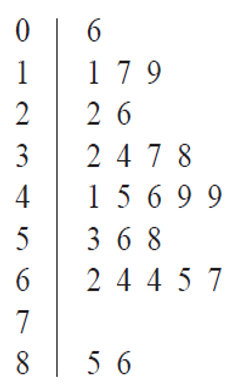 0 | 6
1 | 1 7 9
2 | 2 6
3 | 2 4 7 8
4 | 1 5 6 9 9
5 | 3 6 8
6 | 2 4 4 5 7
7 |
8 | 5 6